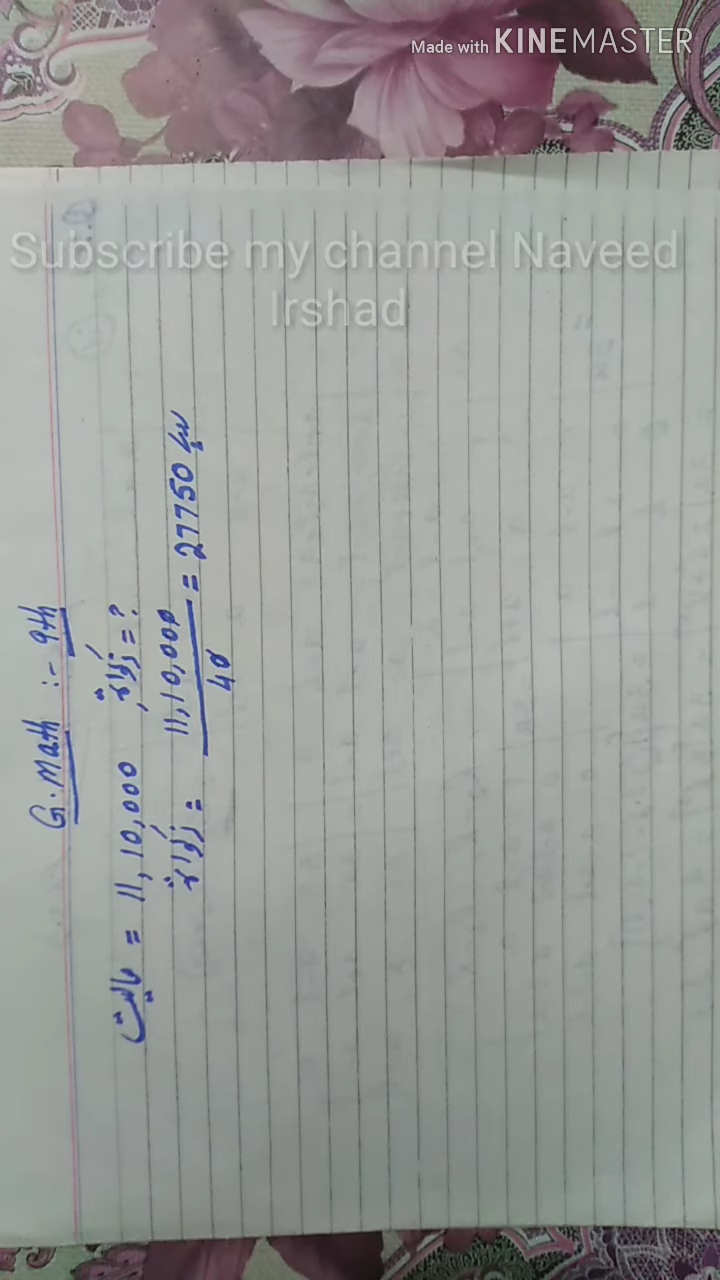 Made with KINEMASTER
Subscribe my channel Naveed
Irshad
G. Math :- 9th
مالیت = 11,10,000 , زکوٰۃ = ?
زکوٰۃ = 11,10,000 / 40 = 27750 روپے